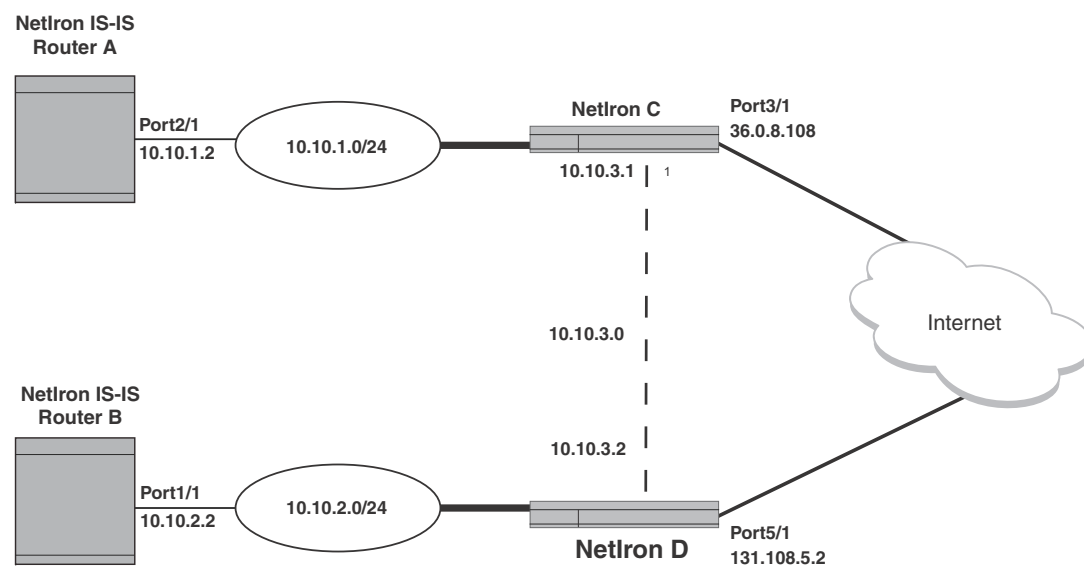 NetIron IS-IS
Router A
Port2/1
10.10.1.2
10.10.1.0/24
NetIron C
10.10.3.1
1
Port3/1
36.0.8.108
10.10.3.0
Internet
NetIron IS-IS
Router B
Port1/1
10.10.2.2
10.10.2.0/24
10.10.3.2
NetIron D
Port5/1
131.108.5.2